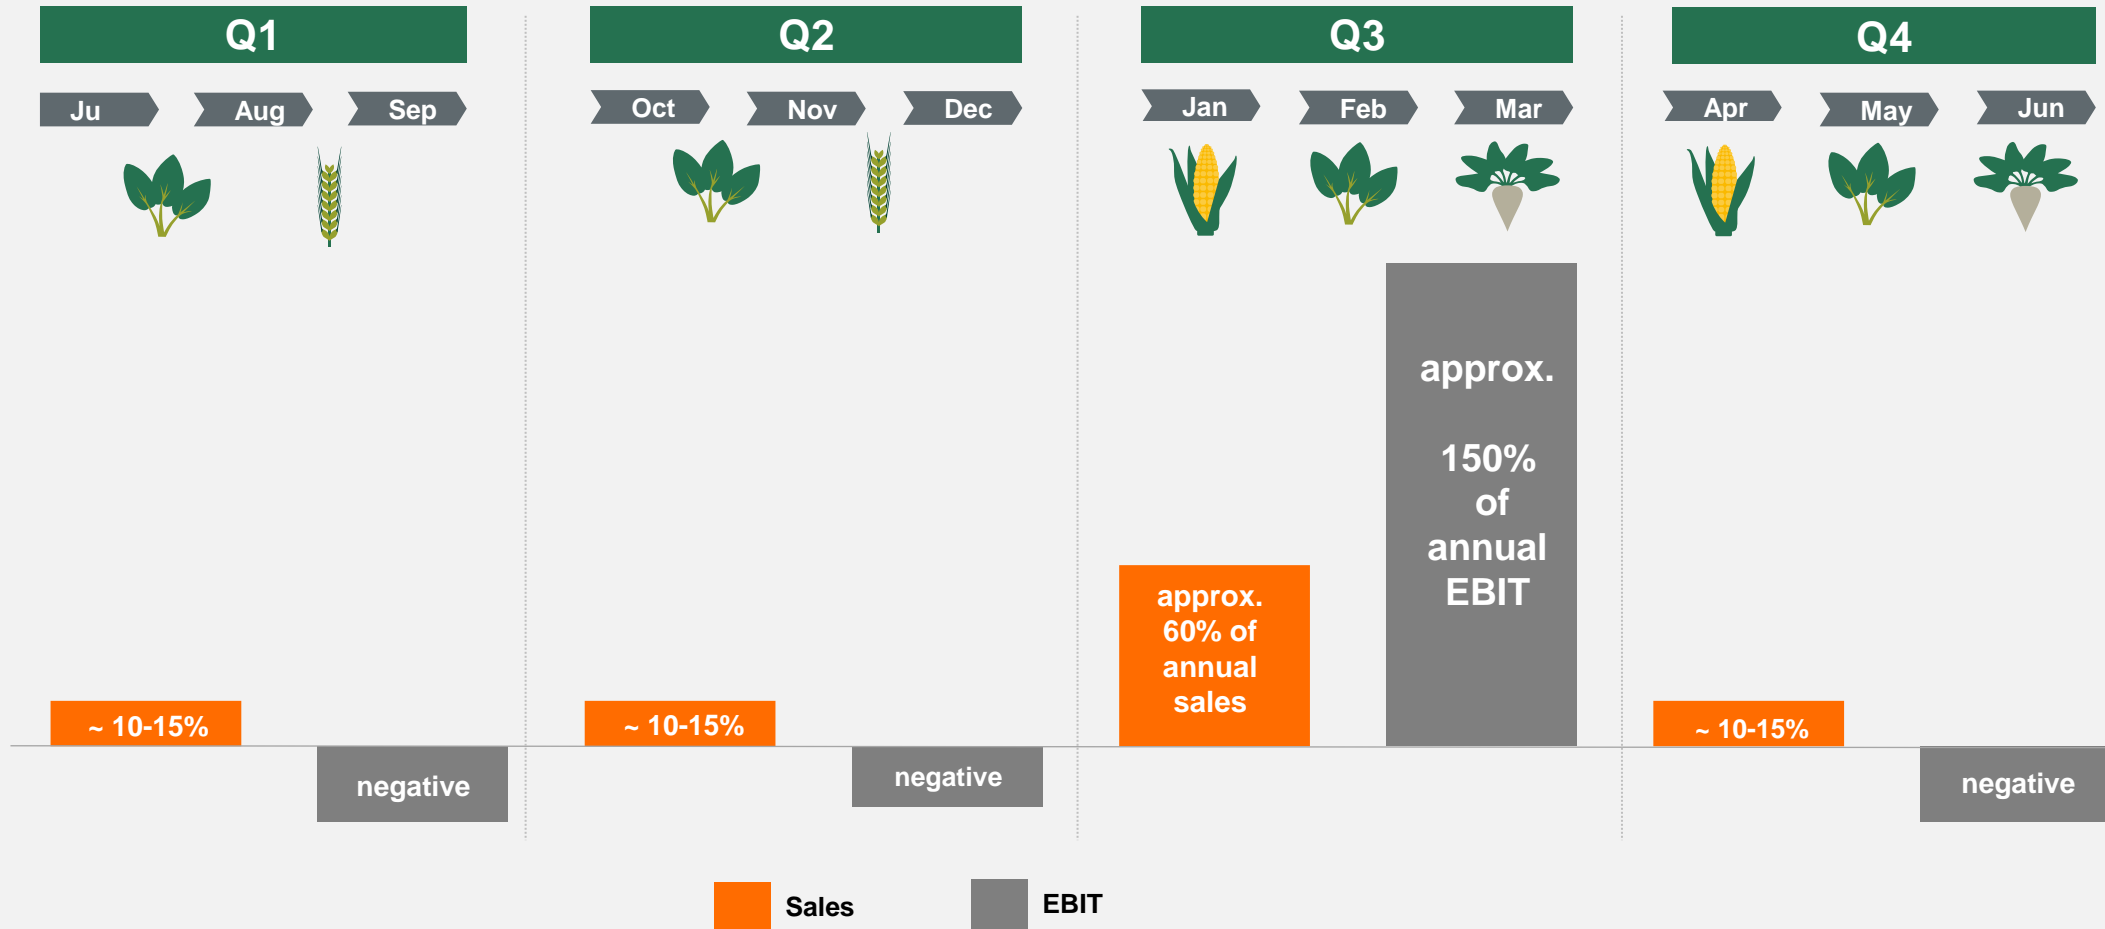 Q1
Q2
Q3
Q4
Ju
Aug
Sep
Oct
Nov
Dec
Jan
Feb
Mar
Apr
May
Jun
~ 10-15%
negative
~ 10-15%
negative
approx.
60% of
annual
sales
approx.
150%
of
annual
EBIT
~ 10-15%
negative
Sales
EBIT